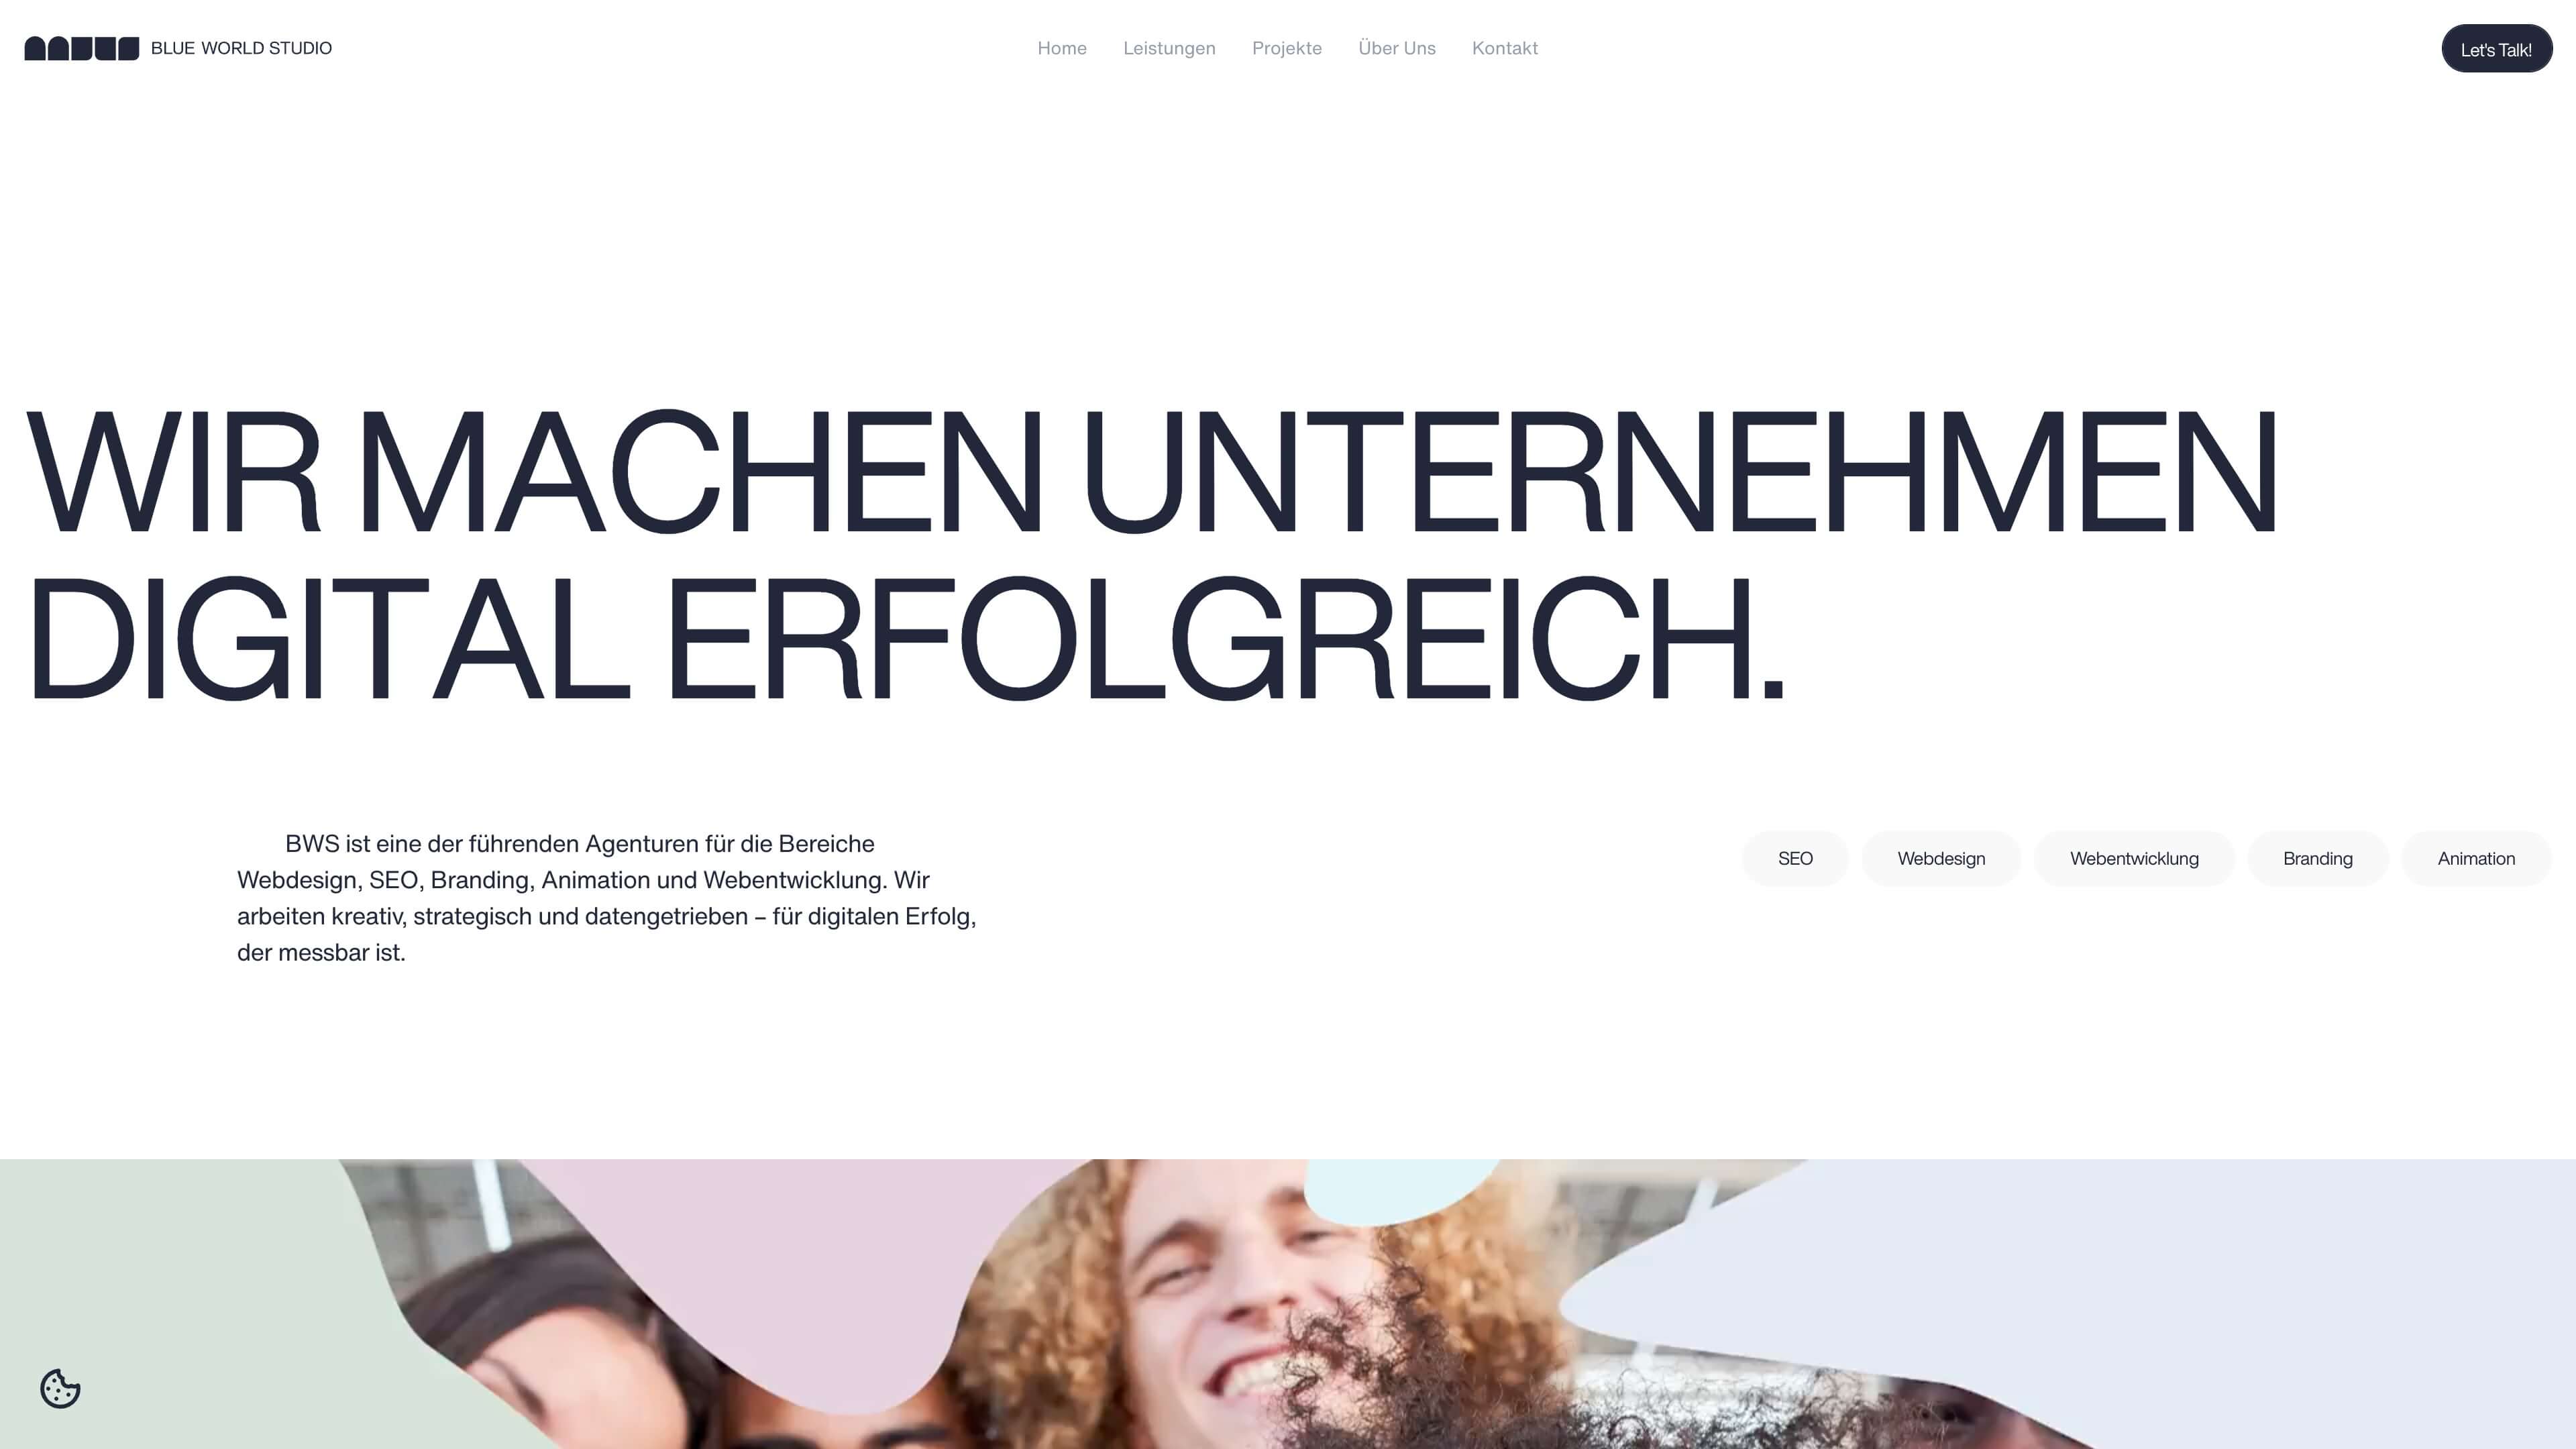 BLUE WORLD STUDIO
Home
Leistungen
Projekte
Über Uns
Kontakt
Let's Talk!
WIR MACHEN UNTERNEHMEN
DIGITAL ERFOLGREICH.
BWS ist eine der führenden Agenturen für die Bereiche
Webdesign, SEO, Branding, Animation und Webentwicklung. Wir
arbeiten kreativ, strategisch und datengetrieben – für digitalen Erfolg,
der messbar ist.
SEO
Webdesign
Webentwicklung
Branding
Animation